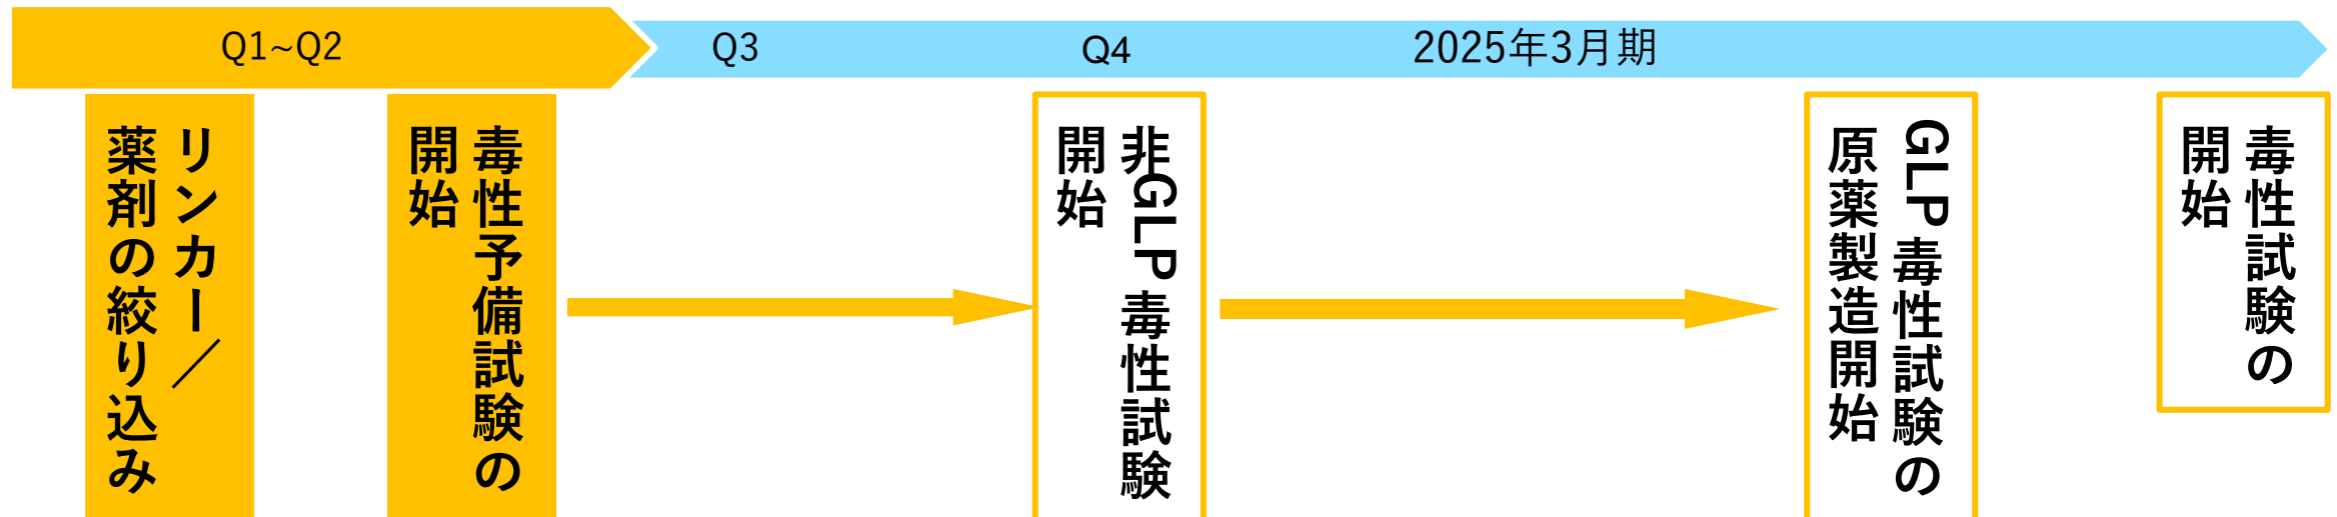 Q1~Q2
Q3
Q4
2025年3月期
リンカー／
薬剤の絞り込み
毒性予備試験の
開始
非GLP毒性試験
開始
GLP毒性試験の
原薬製造開始
毒性試験の
開始